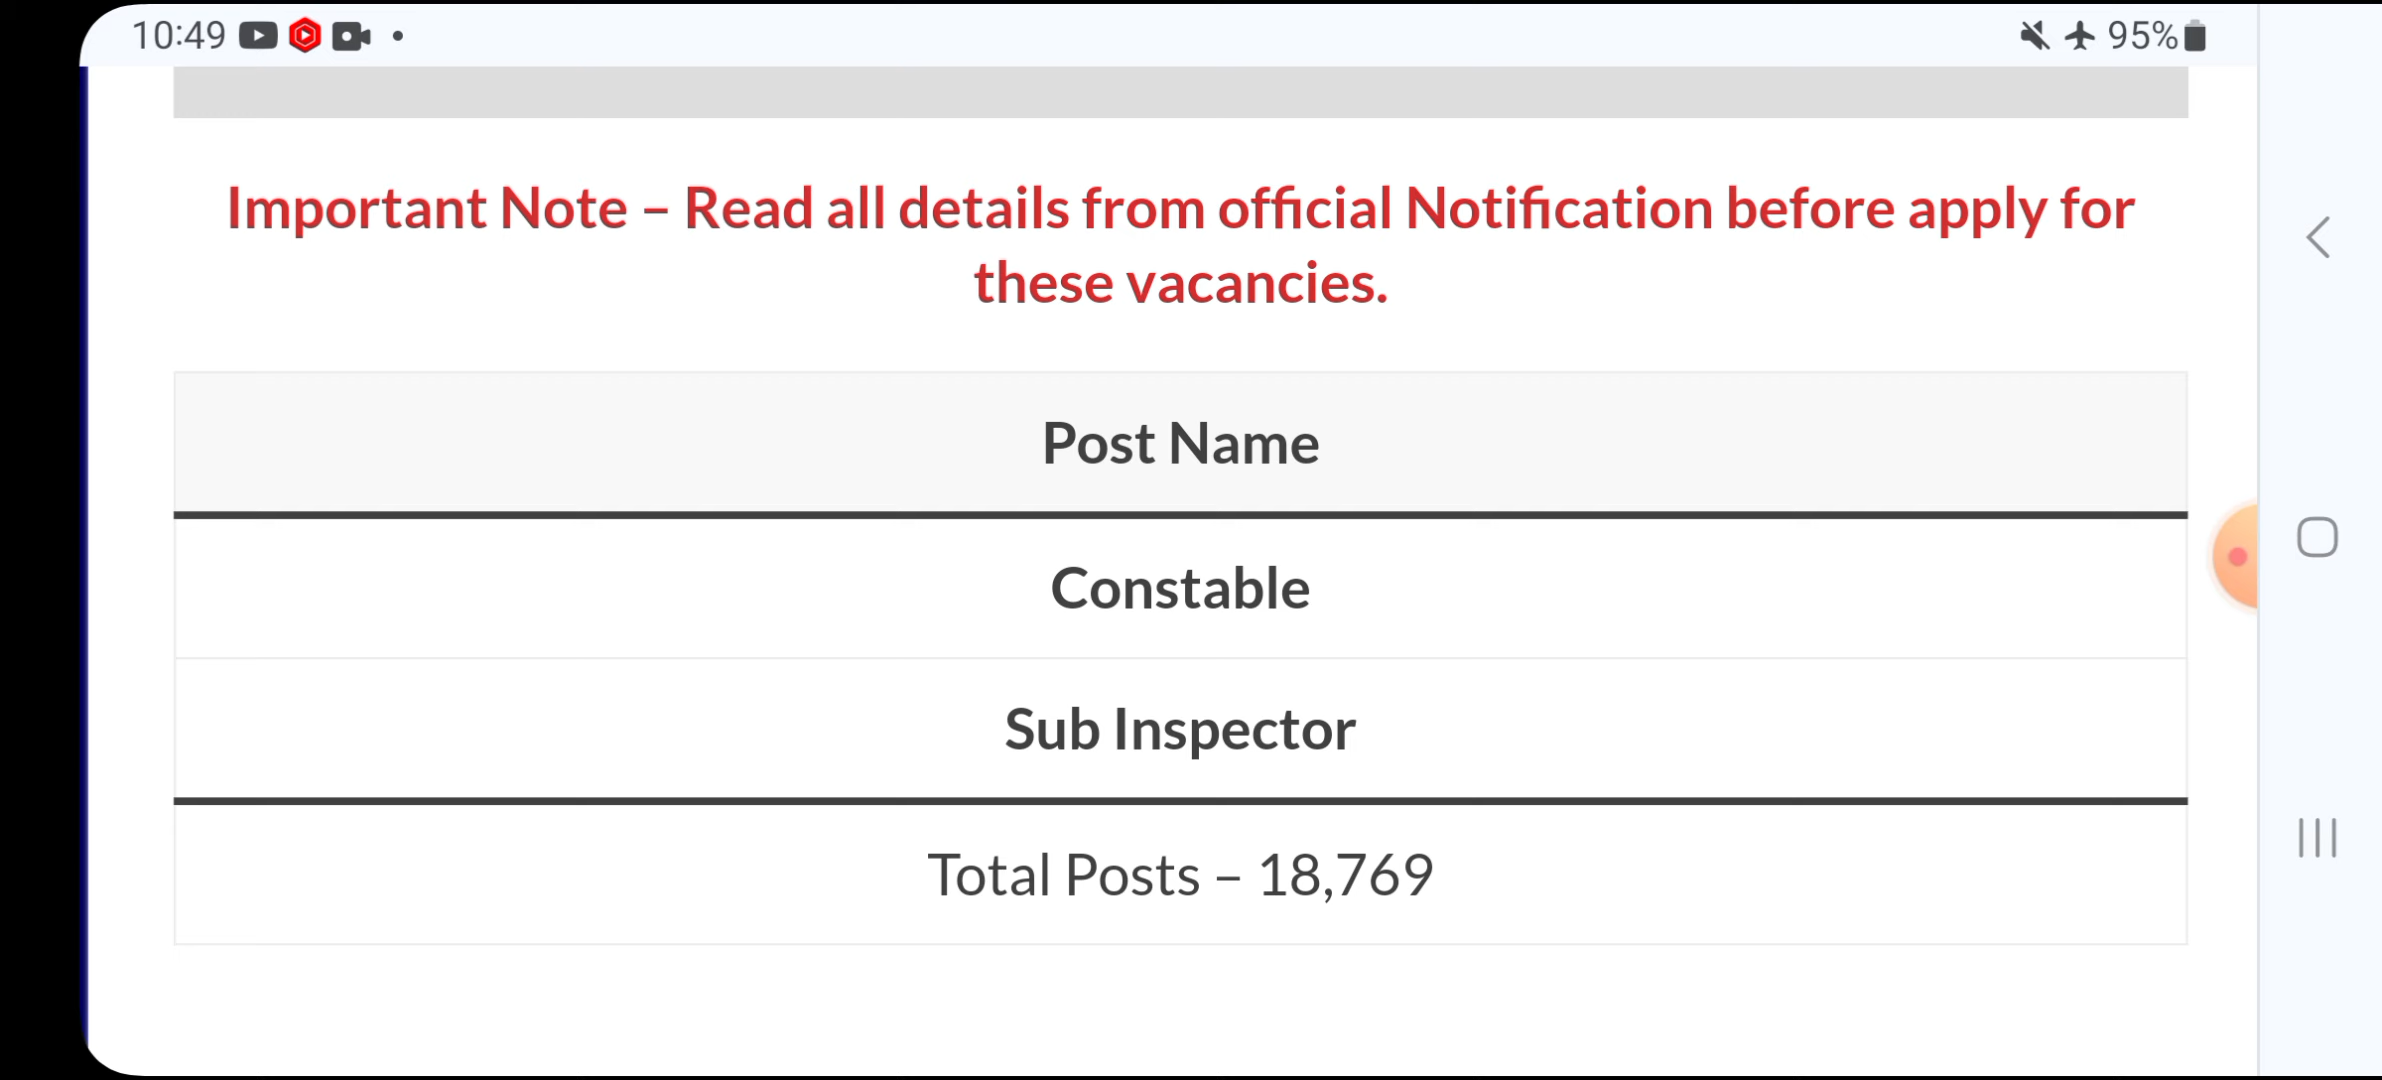 10:49
95%
Important Note – Read all details from official Notification before apply for
these vacancies.
Post Name
Constable
Sub Inspector
Total Posts – 18,769